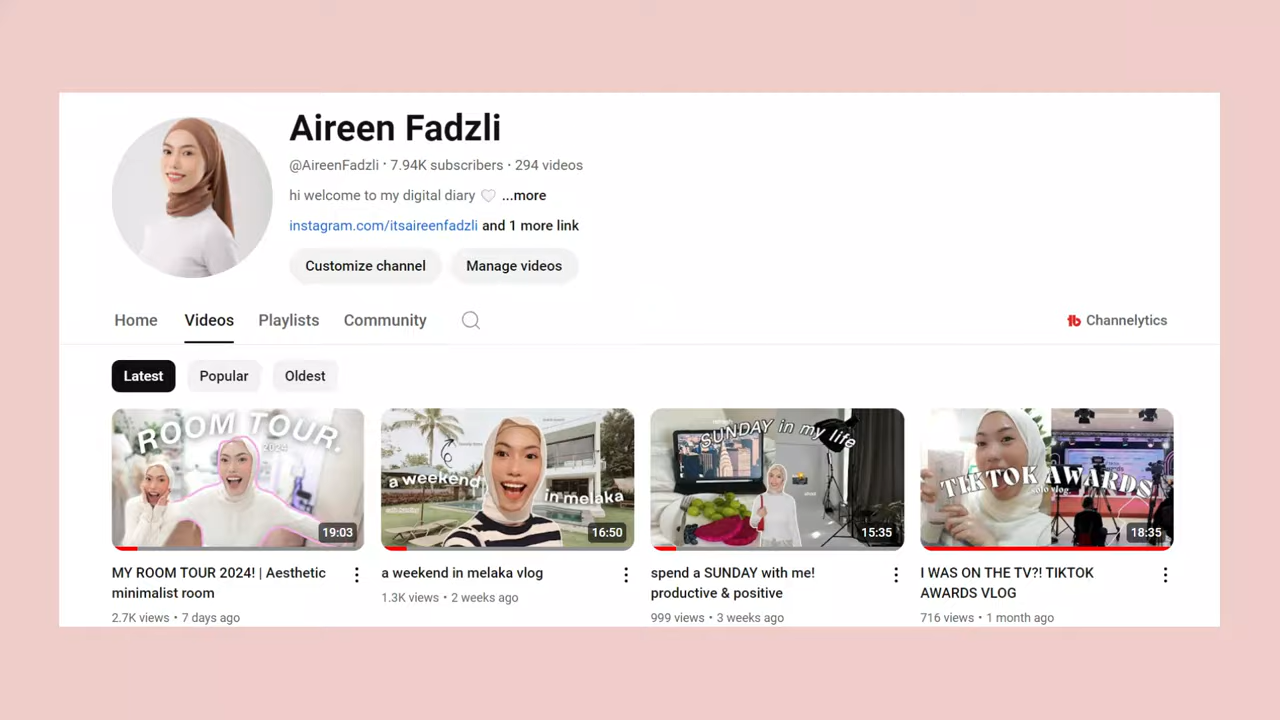 Aireen Fadzli
@AireenFadzli · 7.94K subscribers · 294 videos
hi welcome to my digital diary 🤍 ...more
instagram.com/itsaireenfadzli and 1 more link
Customize channel Manage videos
Home Videos Playlists Community Channelytics
Latest Popular Oldest
ROOM TOUR.
2024
19:03
a weekend in melaka
16:50
SUNDAY in my life
15:35
TIKTOK AWARDS
solo vlog.
18:35
MY ROOM TOUR 2024! | Aesthetic
minimalist room
2.7K views • 7 days ago
a weekend in melaka vlog
1.3K views • 2 weeks ago
spend a SUNDAY with me!
productive & positive
999 views • 3 weeks ago
I WAS ON THE TV?! TIKTOK
AWARDS VLOG
716 views • 1 month ago